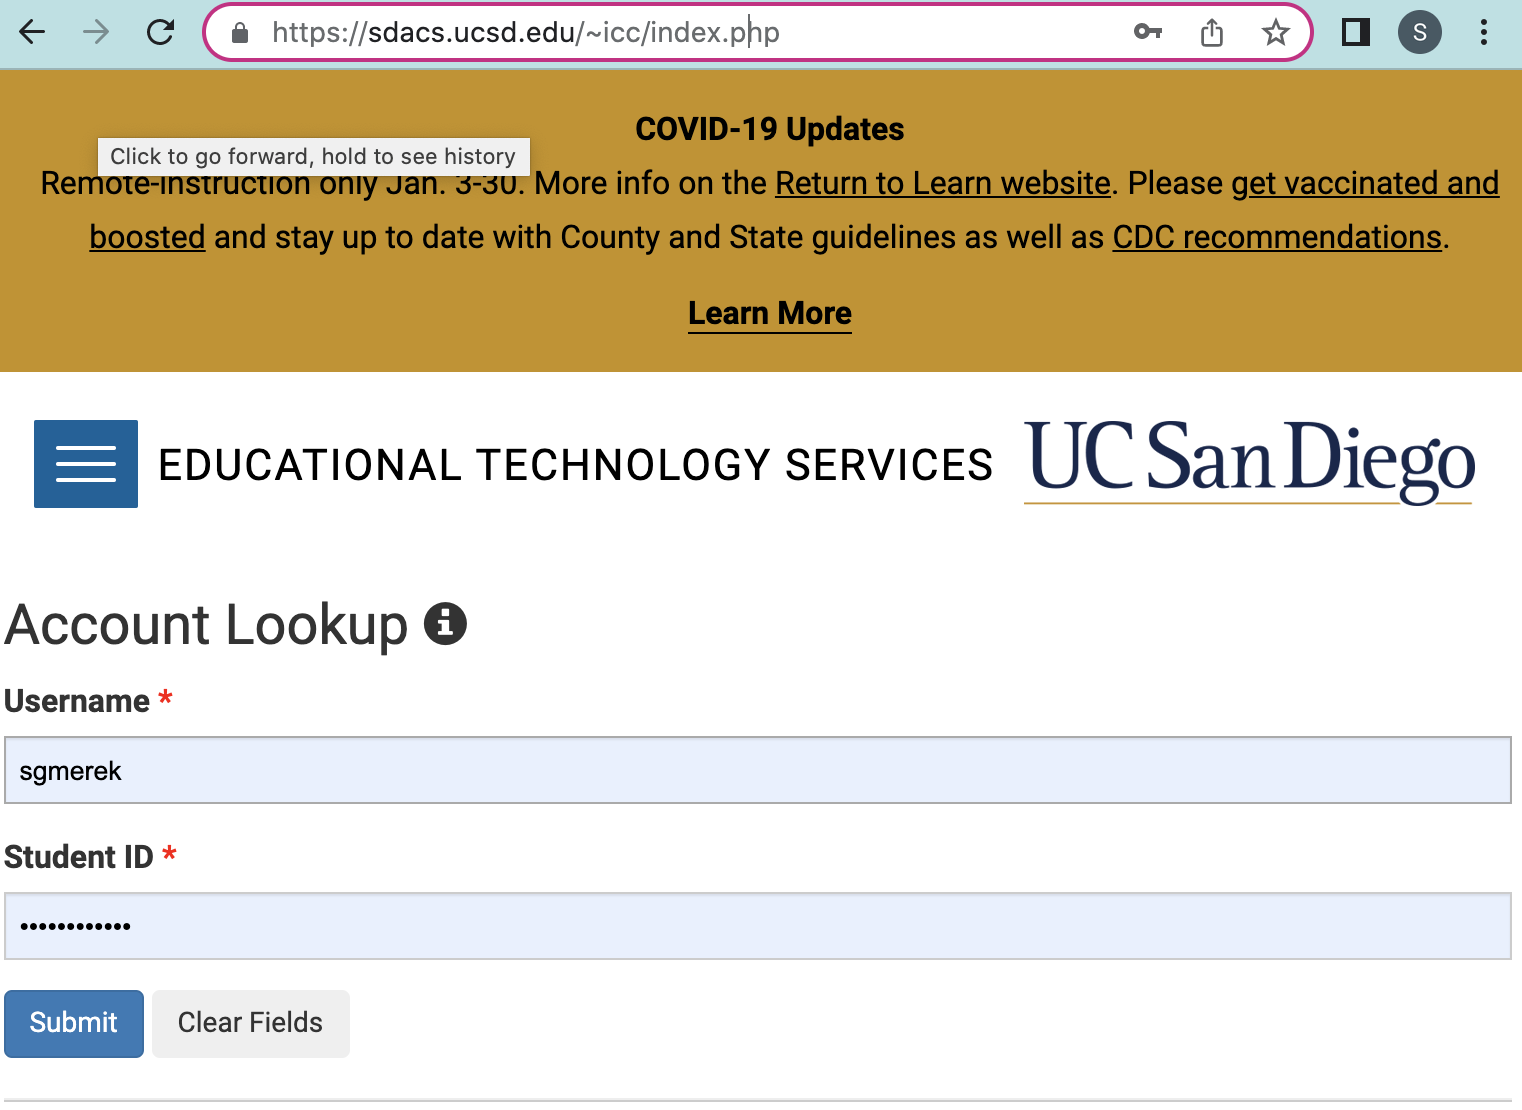 https://sdacs.ucsd.edu/~icc/index.php
S
COVID-19 Updates
Click to go forward, hold to see history
Remote-instruction only Jan. 3-30. More info on the Return to Learn website. Please get vaccinated and
boosted and stay up to date with County and State guidelines as well as CDC recommendations.
Learn More
EDUCATIONAL TECHNOLOGY SERVICES UC San Diego
Account Lookup
Username *
sgmerek
Student ID *
••••••••••••
Submit Clear Fields